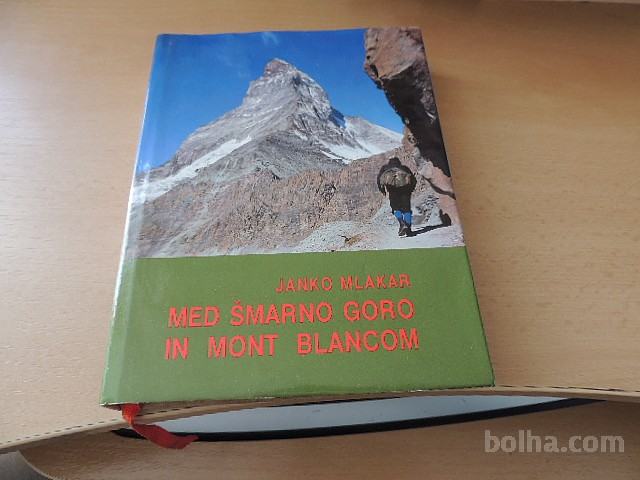 JANKO MLAKAR
MED ŠMARNO GORO
IN MONT BLANCOM
bolha.com